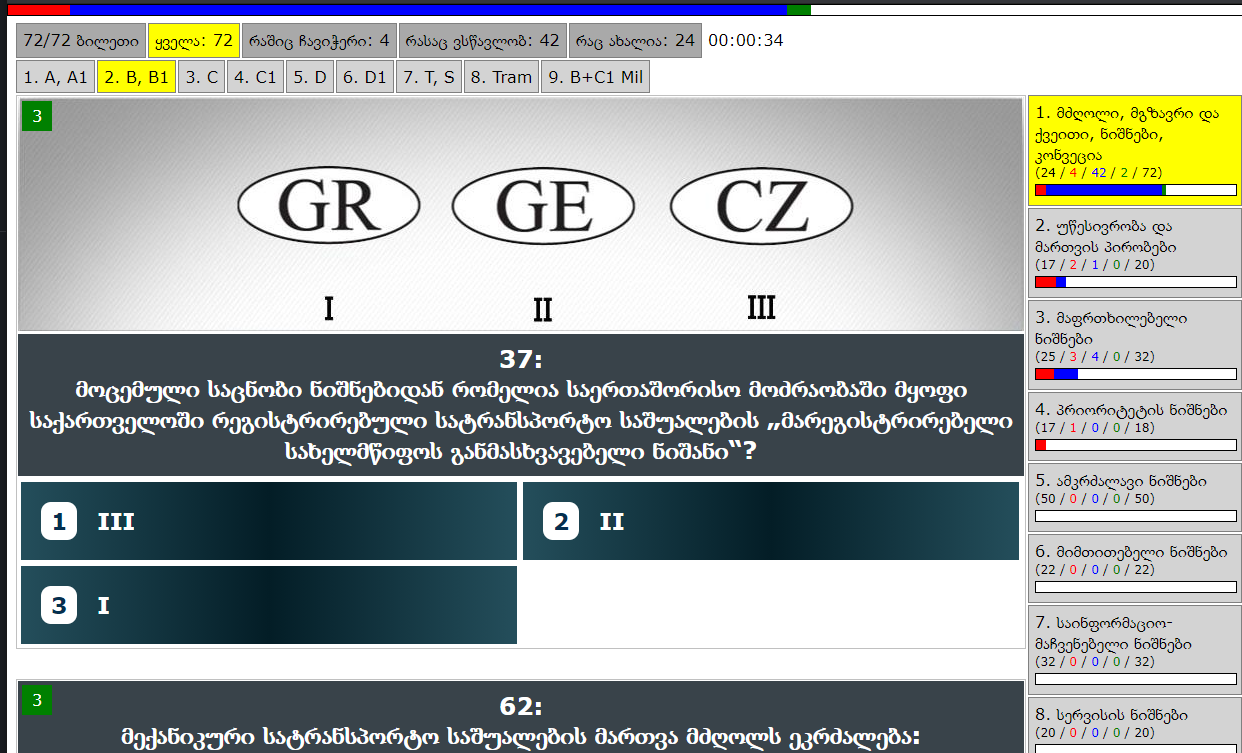 72/72 ბილეთი ყველა: 72 რაშიც ჩავიჭერი: 4 რასაც ვსწავლობ: 42 რაც ახალია: 24 00:00:34
1. A, A1 2. B, B1 3. C 4. C1 5. D 6. D1 7. T, S 8. Tram 9. B+C1 Mil
3
GR GE CZ
I II III
37:
მოცემული საცნობი ნიშნებიდან რომელია საერთაშორისო მოძრაობაში მყოფი
საქართველოში რეგისტრირებული სატრანსპორტო საშუალების „მარეგისტრირებელი
სახელმწიფოს განმასხვავებელი ნიშანი“?
1 III
2 II
3 I
3
62:
მექანიკური სატრანსპორტო საშუალების მართვა მძღოლს ეკრძალება:
1. მძღოლი, მგზავრი და
ქვეითი, ნიშნები,
კონვეცია
(24 / 4 / 42 / 2 / 72)
2. უწესივრობა და
მართვის პირობები
(17 / 2 / 1 / 0 / 20)
3. მაფრთხილებელი
ნიშნები
(25 / 3 / 4 / 0 / 32)
4. პრიორიტეტის ნიშნები
(17 / 1 / 0 / 0 / 18)
5. ამკრძალავი ნიშნები
(50 / 0 / 0 / 0 / 50)
6. მიმთითებელი ნიშნები
(22 / 0 / 0 / 0 / 22)
7. საინფორმაციო-
მაჩვენებელი ნიშნები
(32 / 0 / 0 / 0 / 32)
8. სერვისის ნიშნები
(20 / 0 / 0 / 0 / 20)